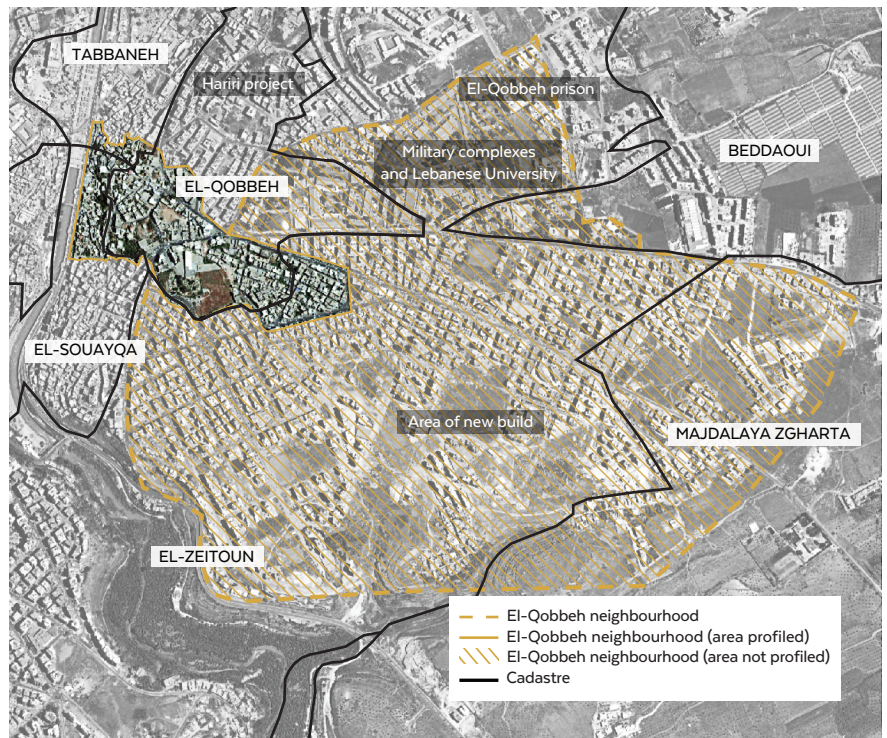 TABBANEH
Hariri project
El-Qobbeh prison
Military complexes
and Lebanese University
BEDDAOUI
EL-QOBBEH
EL-SOUAYQA
Area of new build
MAJDALAYA ZGHARTA
EL-ZEITOUN
El-Qobbeh neighbourhood
El-Qobbeh neighbourhood (area profiled)
El-Qobbeh neighbourhood (area not profiled)
Cadastre